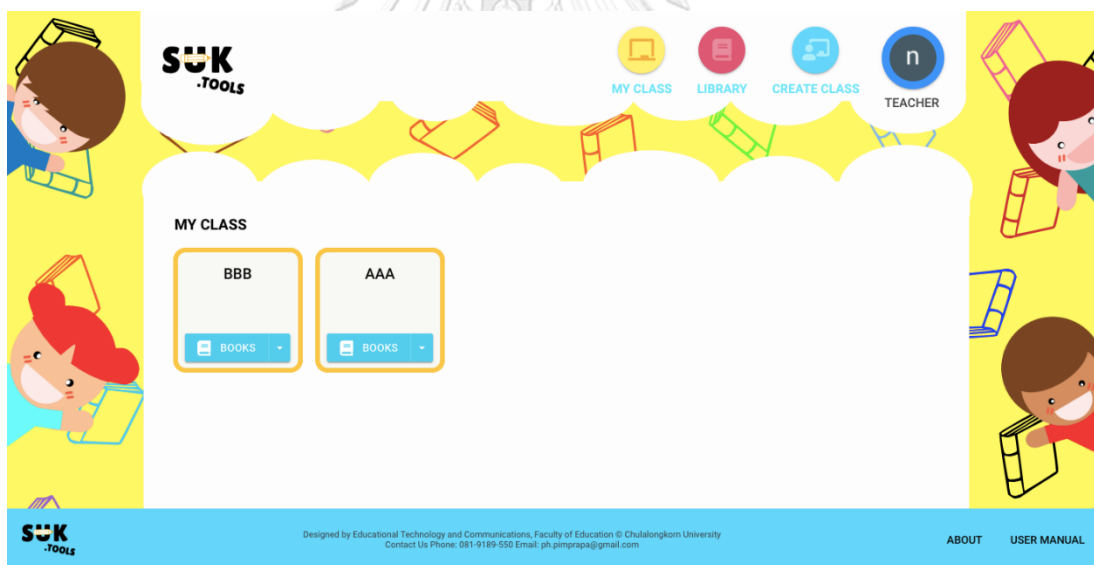 SUK
.TOOLS
MY CLASS
LIBRARY
CREATE CLASS
n
TEACHER
MY CLASS
BBB
AAA
BOOKS
BOOKS
SUK
.TOOLS
Designed by Educational Technology and Communications, Faculty of Education © Chulalongkorn University
Contact Us Phone: 081-9189-550 Email: ph.pimprapa@gmail.com
ABOUT
USER MANUAL